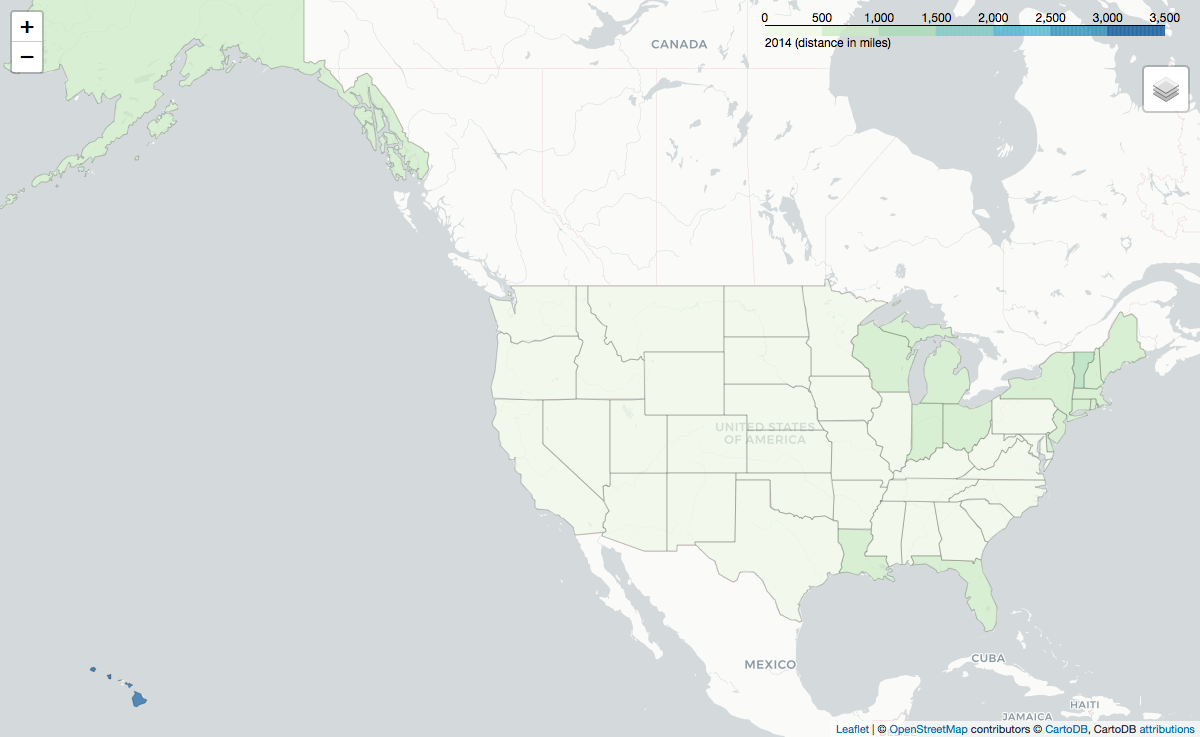 +
−
0 500 1,000 1,500 2,000 2,500 3,000 3,500
2014 (distance in miles)
CANADA
UNITED STATES
OF AMERICA
MEXICO
CUBA
HAITI
JAMAICA
Leaflet | © OpenStreetMap contributors © CartoDB, CartoDB attributions